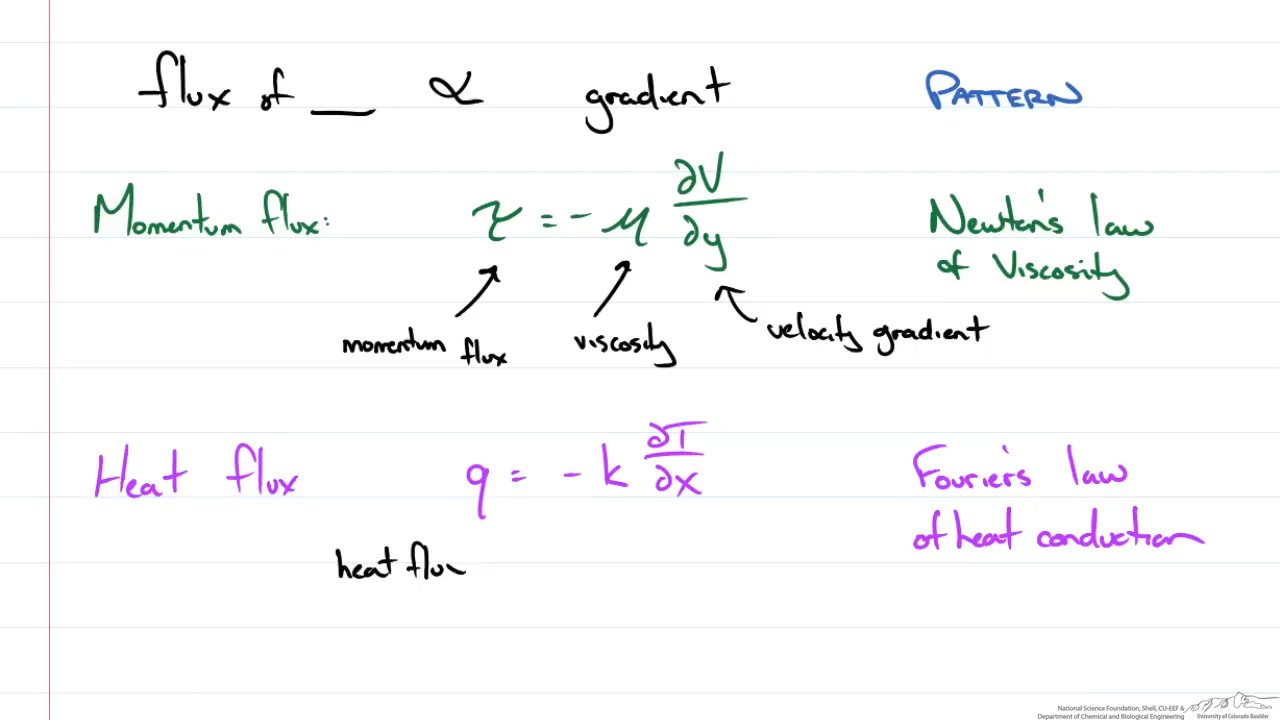 flux of ___ ∝ gradient PATTERN
Momentum flux: τ = - μ ∂V/∂y Newton's law
of Viscosity
momentum flux viscosity velocity gradient
Heat flux q = - k ∂T/∂x Fourier's law
of heat conduction
heat flux
National Science Foundation, Shell, CU-EEF &
Department of Chemical and Biological Engineering University of Colorado Boulder